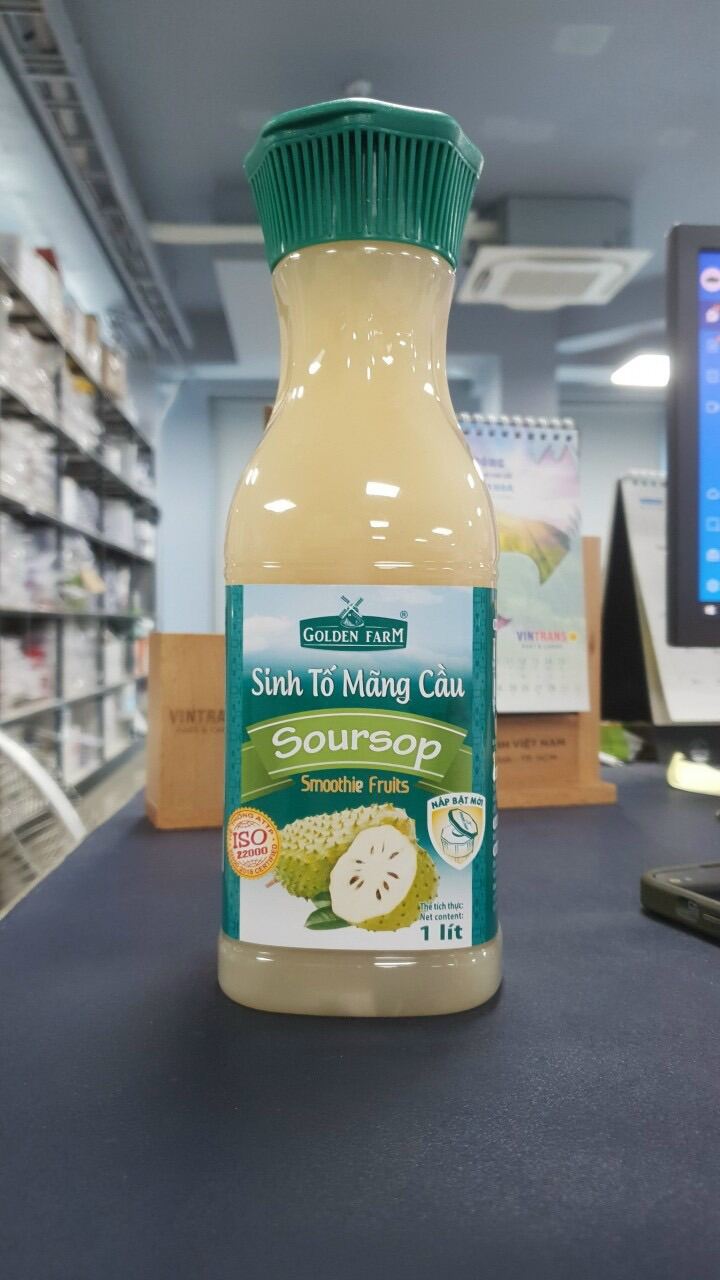 GOLDEN FARM ®
Sinh Tố Mãng Cầu
Soursop
Smoothie Fruits
NẮP BẬT MỚI
ISO
22000
Thể tích thực:
Net content:
1 lít
VINTRANS
VINTRA